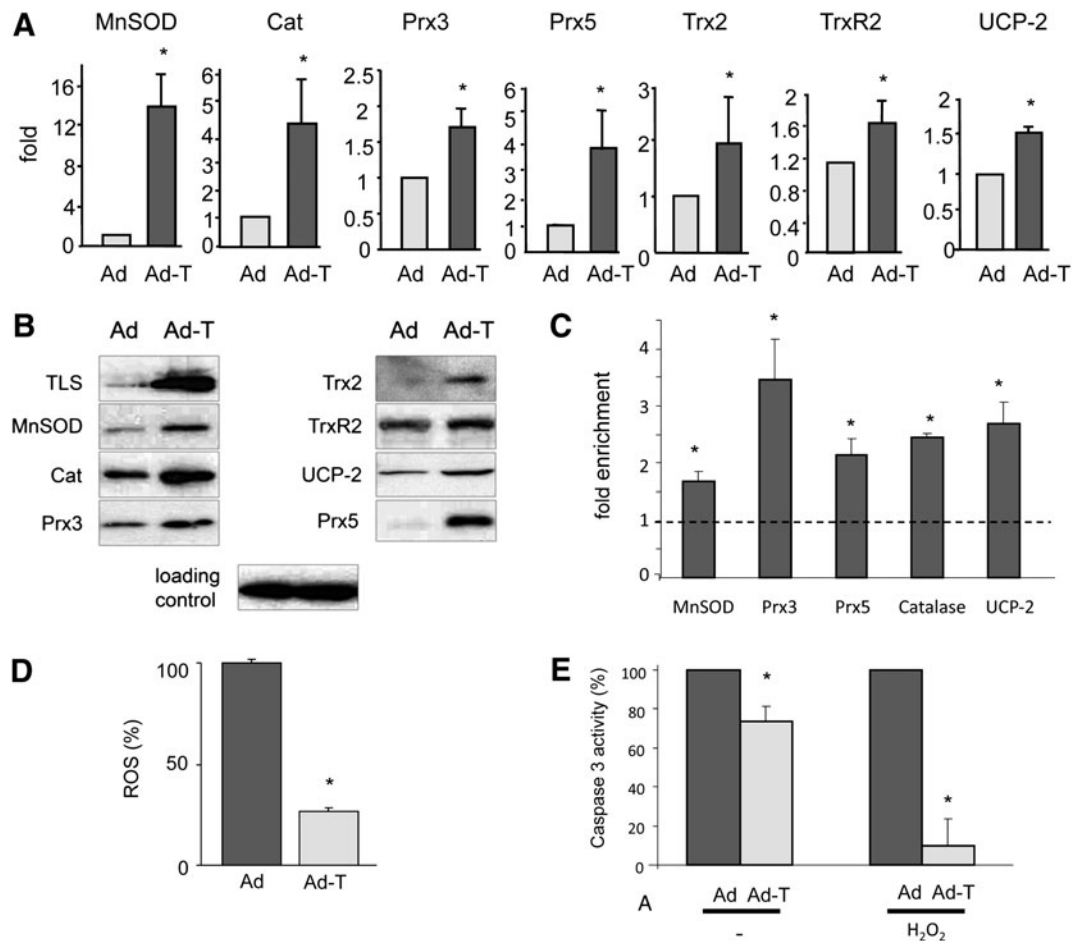 A
MnSOD Cat Prx3 Prx5 Trx2 TrxR2 UCP-2
* * * * * * *
fold
16
12
8
4
0
6
5
4
3
2
1
0
2.5
2
1.5
1
0.5
0
6
5
4
3
2
1
0
3
2
1
0
2
1.6
1.2
0.8
0.4
0
2
1.5
1
0.5
0
Ad Ad-T Ad Ad-T Ad Ad-T Ad Ad-T Ad Ad-T Ad Ad-T Ad Ad-T
B
Ad Ad-T
TLS
MnSOD
Cat
Prx3
Ad Ad-T
Trx2
TrxR2
UCP-2
Prx5
loading
control
C
fold enrichment
4
3
2
1
0
* * * * *
MnSOD Prx3 Prx5 Catalase UCP-2
D
ROS (%)
100
50
0
*
Ad Ad-T
E
Caspase 3 activity (%)
100
80
60
40
20
0
* *
Ad Ad-T Ad Ad-T
A
- H₂O₂